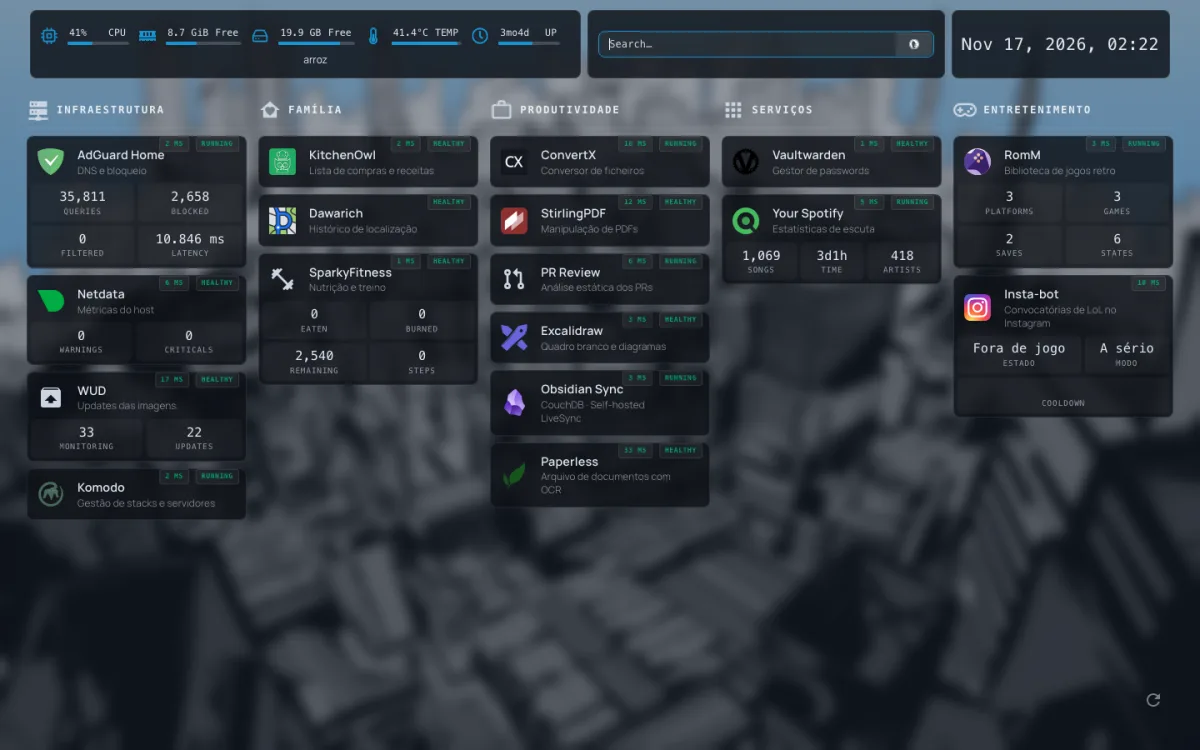 41% CPU
8.7 GiB Free
19.9 GB Free
41.4°C TEMP
3mo4d UP
arroz
Search…
Nov 17, 2026, 02:22
INFRAESTRUTURA
2 MS RUNNING
AdGuard Home
DNS e bloqueio
35,811 2,658
QUERIES BLOCKED
0 10.846 ms
FILTERED LATENCY
6 MS HEALTHY
Netdata
Métricas do host
0 0
WARNINGS CRITICALS
17 MS HEALTHY
WUD
Updates das imagens.
33 22
MONITORING UPDATES
2 MS RUNNING
Komodo
Gestão de stacks e servidores
FAMÍLIA
2 MS HEALTHY
KitchenOwl
Lista de compras e receitas
HEALTHY
Dawarich
Histórico de localização
1 MS HEALTHY
SparkyFitness
Nutrição e treino
0 0
EATEN BURNED
2,540 0
REMAINING STEPS
PRODUTIVIDADE
RUNNING
CX
ConvertX
Conversor de ficheiros
12 MS HEALTHY
StirlingPDF
Manipulação de PDFs
6 MS RUNNING
PR Review
Análise estática dos PRs
2 MS HEALTHY
Excalidraw
Quadro branco e diagramas
3 MS RUNNING
Obsidian Sync
CouchDB · Self-hosted
LiveSync
33 MS HEALTHY
Paperless
Arquivo de documentos com
OCR
SERVIÇOS
1 MS HEALTHY
Vaultwarden
Gestor de passwords
5 MS RUNNING
Your Spotify
Estatísticas de escuta
1,069 3d1h 418
SONGS TIME ARTISTS
ENTRETENIMENTO
3 MS RUNNING
RomM
Biblioteca de jogos retro
3 3
PLATFORMS GAMES
2 6
SAVES STATES
10 MS
Insta-bot
Convocatórias de LoL no
Instagram
Fora de jogo A sério
ESTADO MODO
COOLDOWN